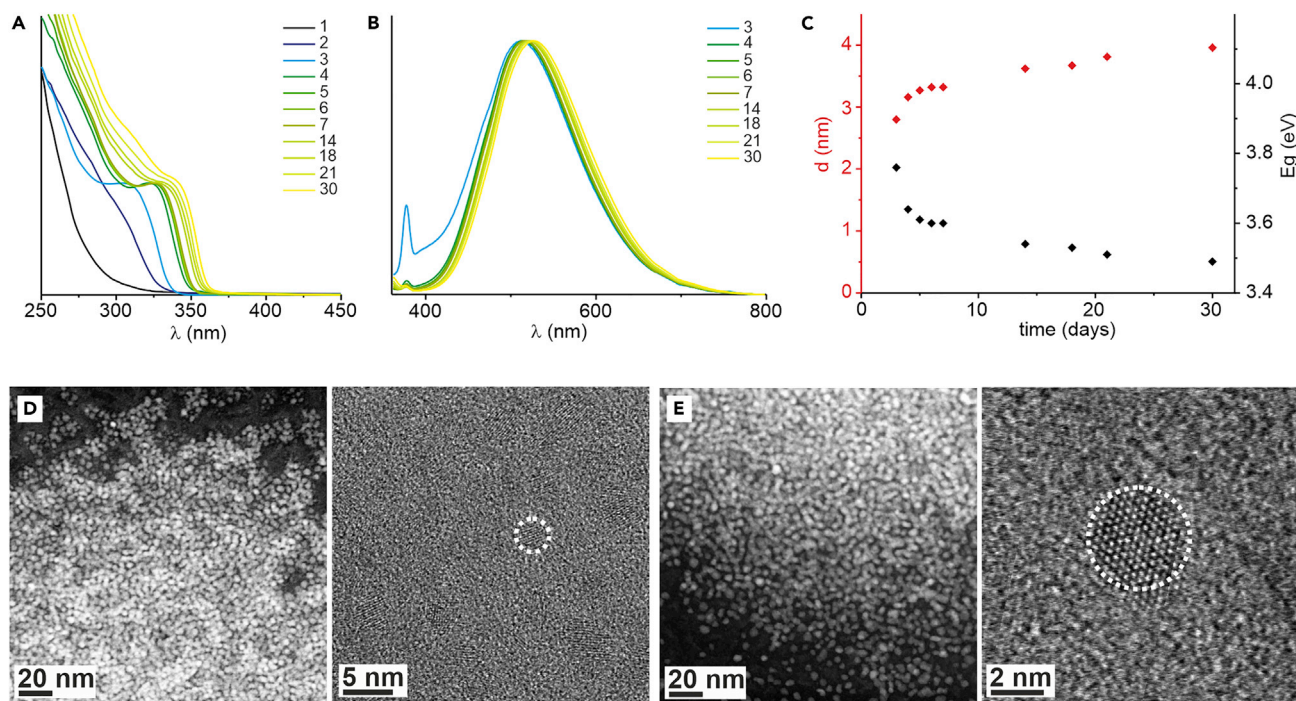 A
1
2
3
4
5
6
7
14
18
21
30
250 300 350 400 450
λ (nm)
B
3
4
5
6
7
14
18
21
30
400 600 800
λ (nm)
C
4
3
2
1
0
d (nm)
4.0
3.8
3.6
3.4
Eg (eV)
0 10 20 30
time (days)
D
20 nm
5 nm
E
20 nm
2 nm